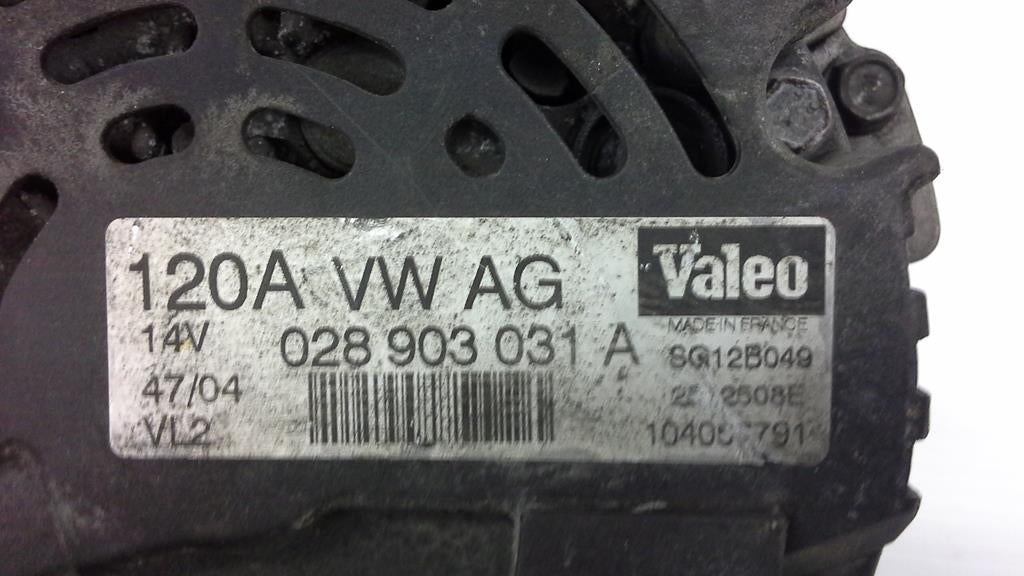 120A VW AG
Valeo
MADE IN FRANCE
14V
028 903 031 A
SG12B049
47/04
VL2